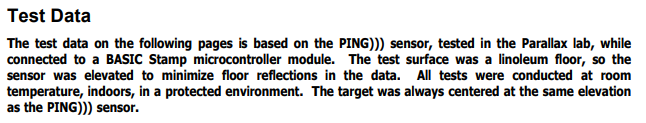 Test Data
The test data on the following pages is based on the PING))) sensor, tested in the Parallax lab, while
connected to a BASIC Stamp microcontroller module. The test surface was a linoleum floor, so the
sensor was elevated to minimize floor reflections in the data. All tests were conducted at room
temperature, indoors, in a protected environment. The target was always centered at the same elevation
as the PING))) sensor.